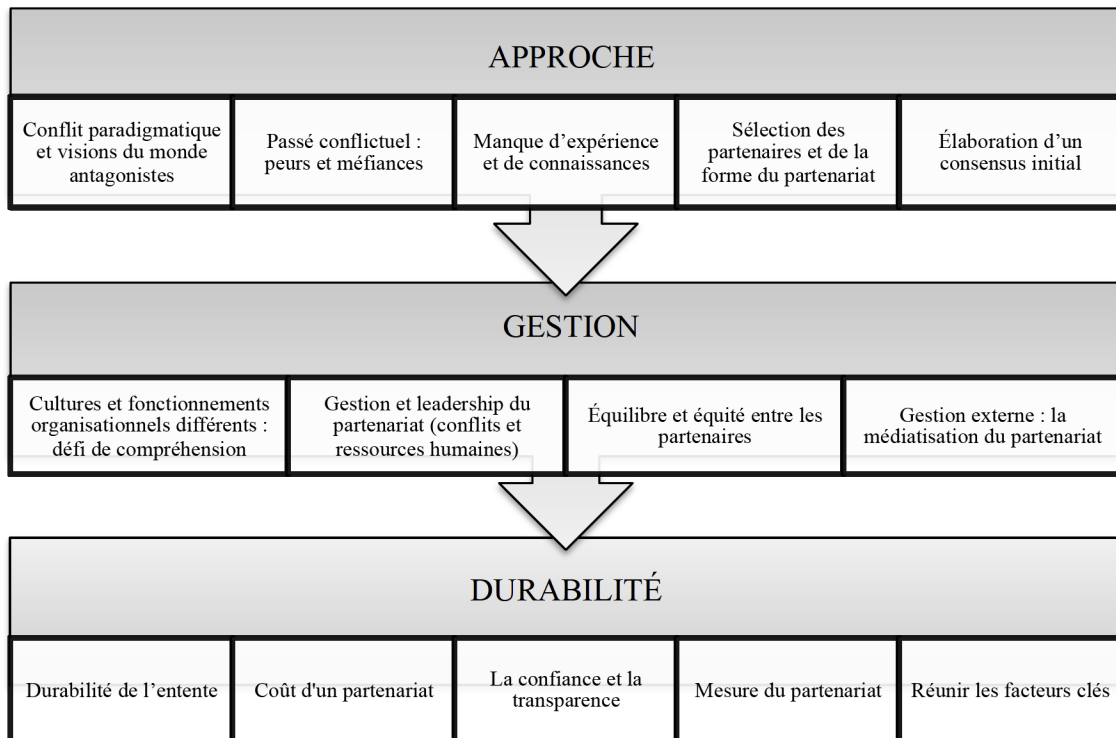 APPROCHE
Conflit paradigmatique
et visions du monde
antagonistes
Passé conflictuel :
peurs et méfiances
Manque d’expérience
et de connaissances
Sélection des
partenaires et de la
forme du partenariat
Élaboration d’un
consensus initial
GESTION
Cultures et fonctionnements
organisationnels différents :
défi de compréhension
Gestion et leadership du
partenariat (conflits et
ressources humaines)
Équilibre et équité entre les
partenaires
Gestion externe : la
médiatisation du partenariat
DURABILITÉ
Durabilité de l’entente
Coût d'un partenariat
La confiance et la
transparence
Mesure du partenariat
Réunir les facteurs clés